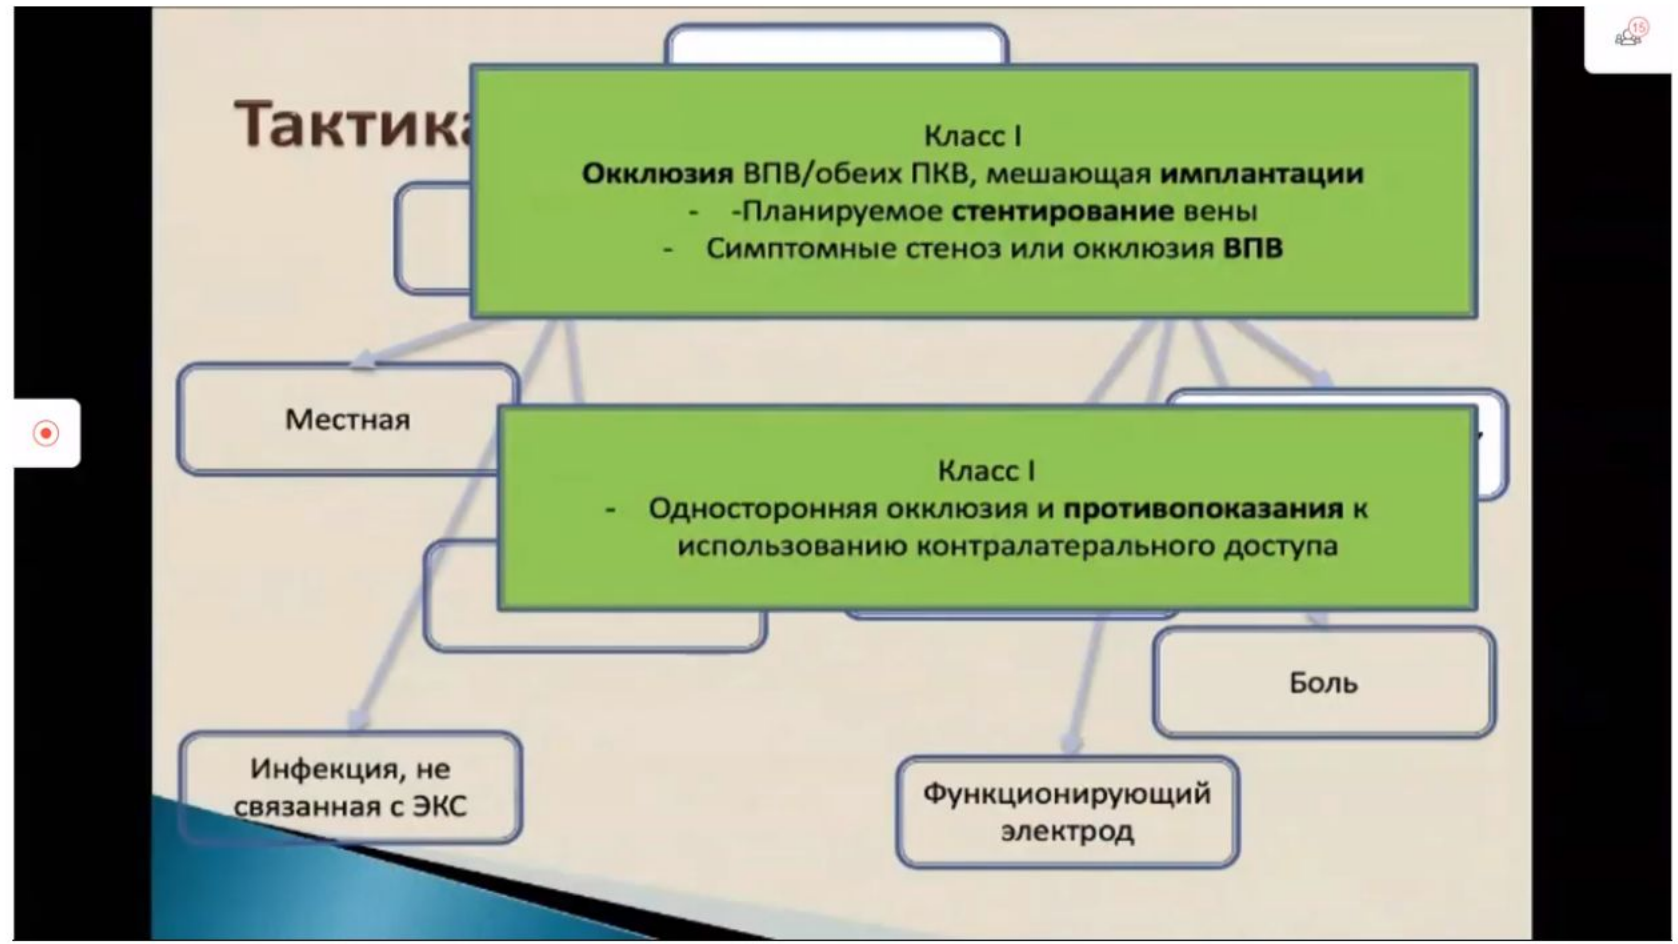 15
Тактика
Класс I
Окклюзия ВПВ/обеих ПКВ, мешающая имплантации
- -Планируемое стентирование вены
- Симптомные стеноз или окклюзия ВПВ
Местная
Класс I
- Односторонняя окклюзия и противопоказания к
использованию контралатерального доступа
Боль
Инфекция, не
связанная с ЭКС
Функционирующий
электрод